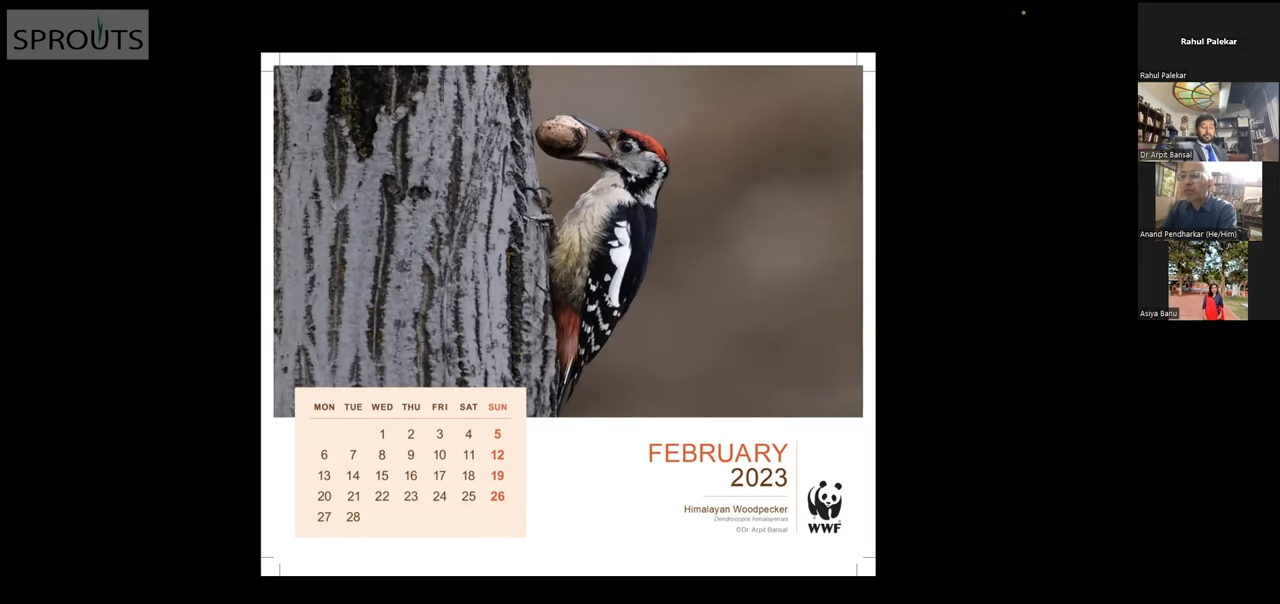 SPROUTS
MON TUE WED THU FRI SAT SUN
1 2 3 4 5
6 7 8 9 10 11 12
13 14 15 16 17 18 19
20 21 22 23 24 25 26
27 28
FEBRUARY
2023
Himalayan Woodpecker
Dendrocopos himalayensis
©Dr. Arpit Bansal
WWF
Rahul Palekar
Rahul Palekar
Dr Arpit Bansal
Anand Pendharkar (He/Him)
Asiya Banu